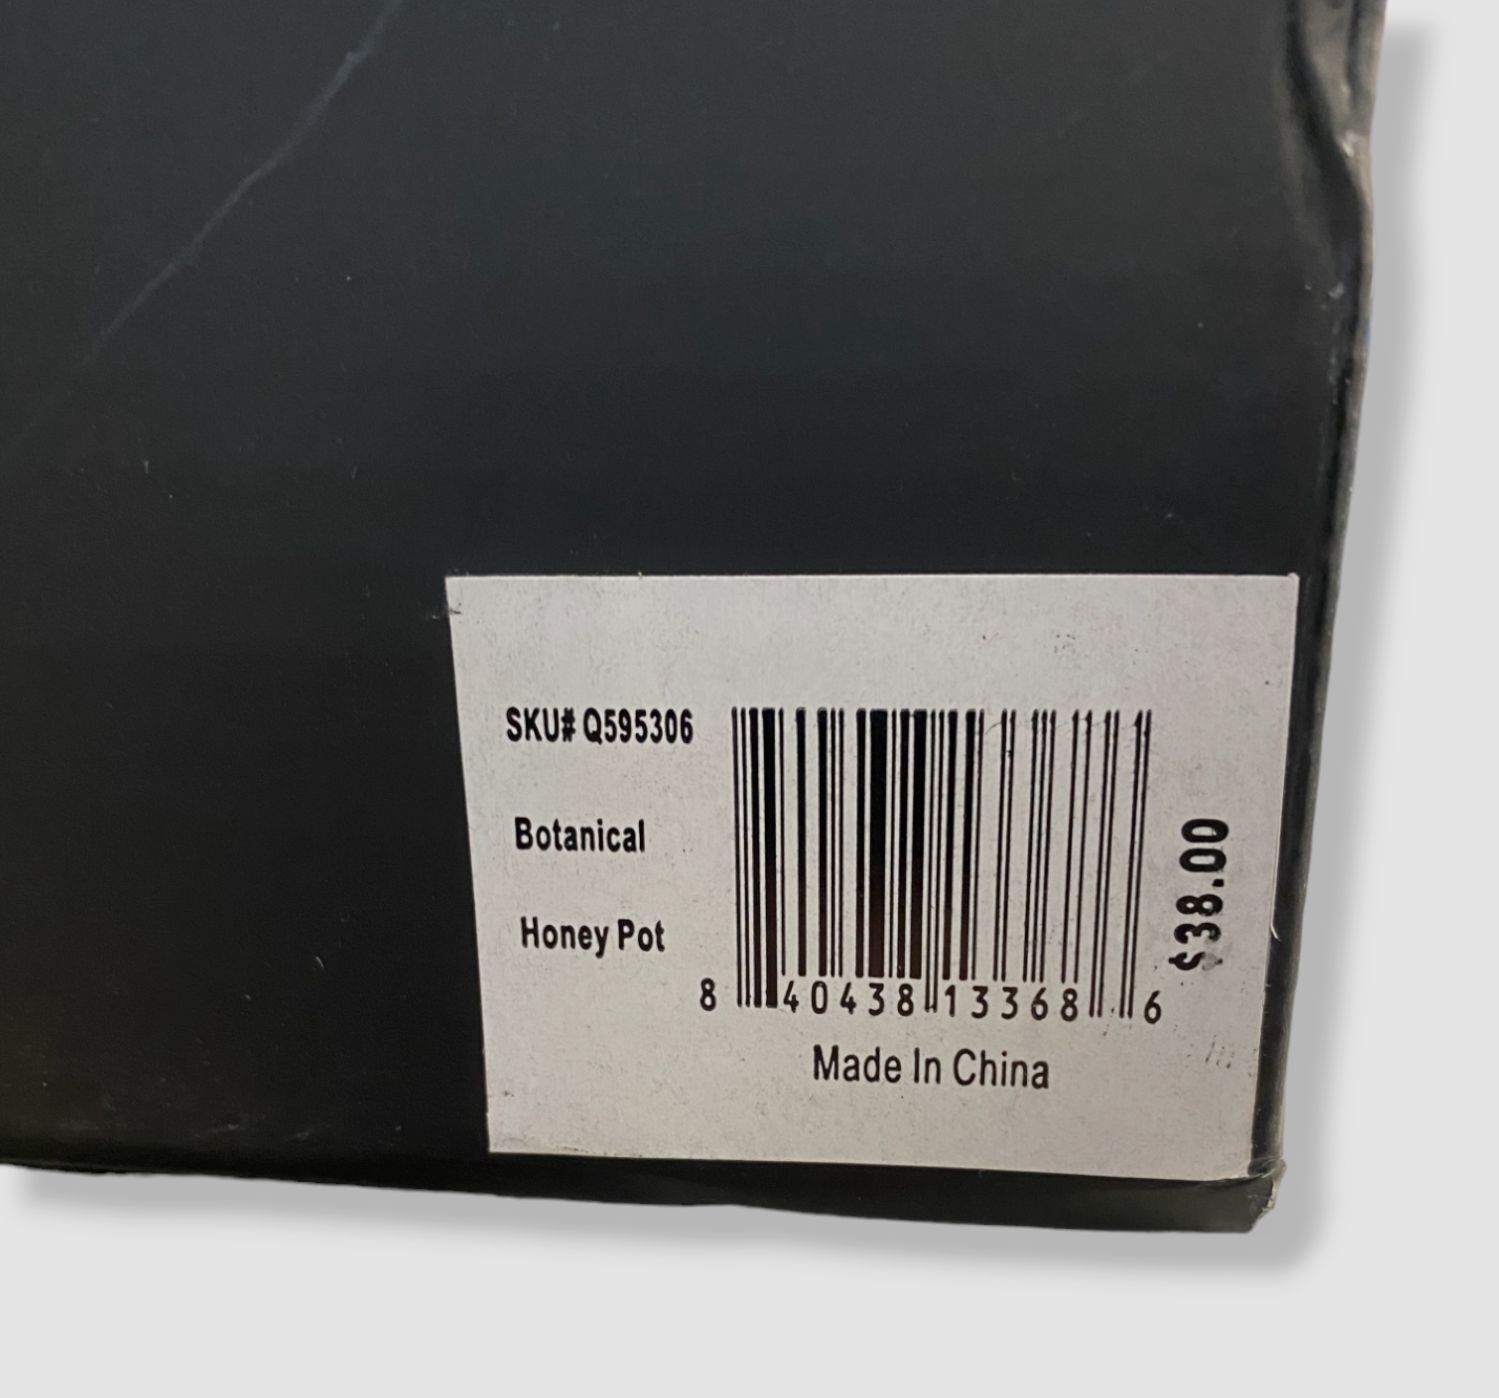 SKU# Q595306
Botanical
Honey Pot
8 40438 13368 6
$38.00
Made In China